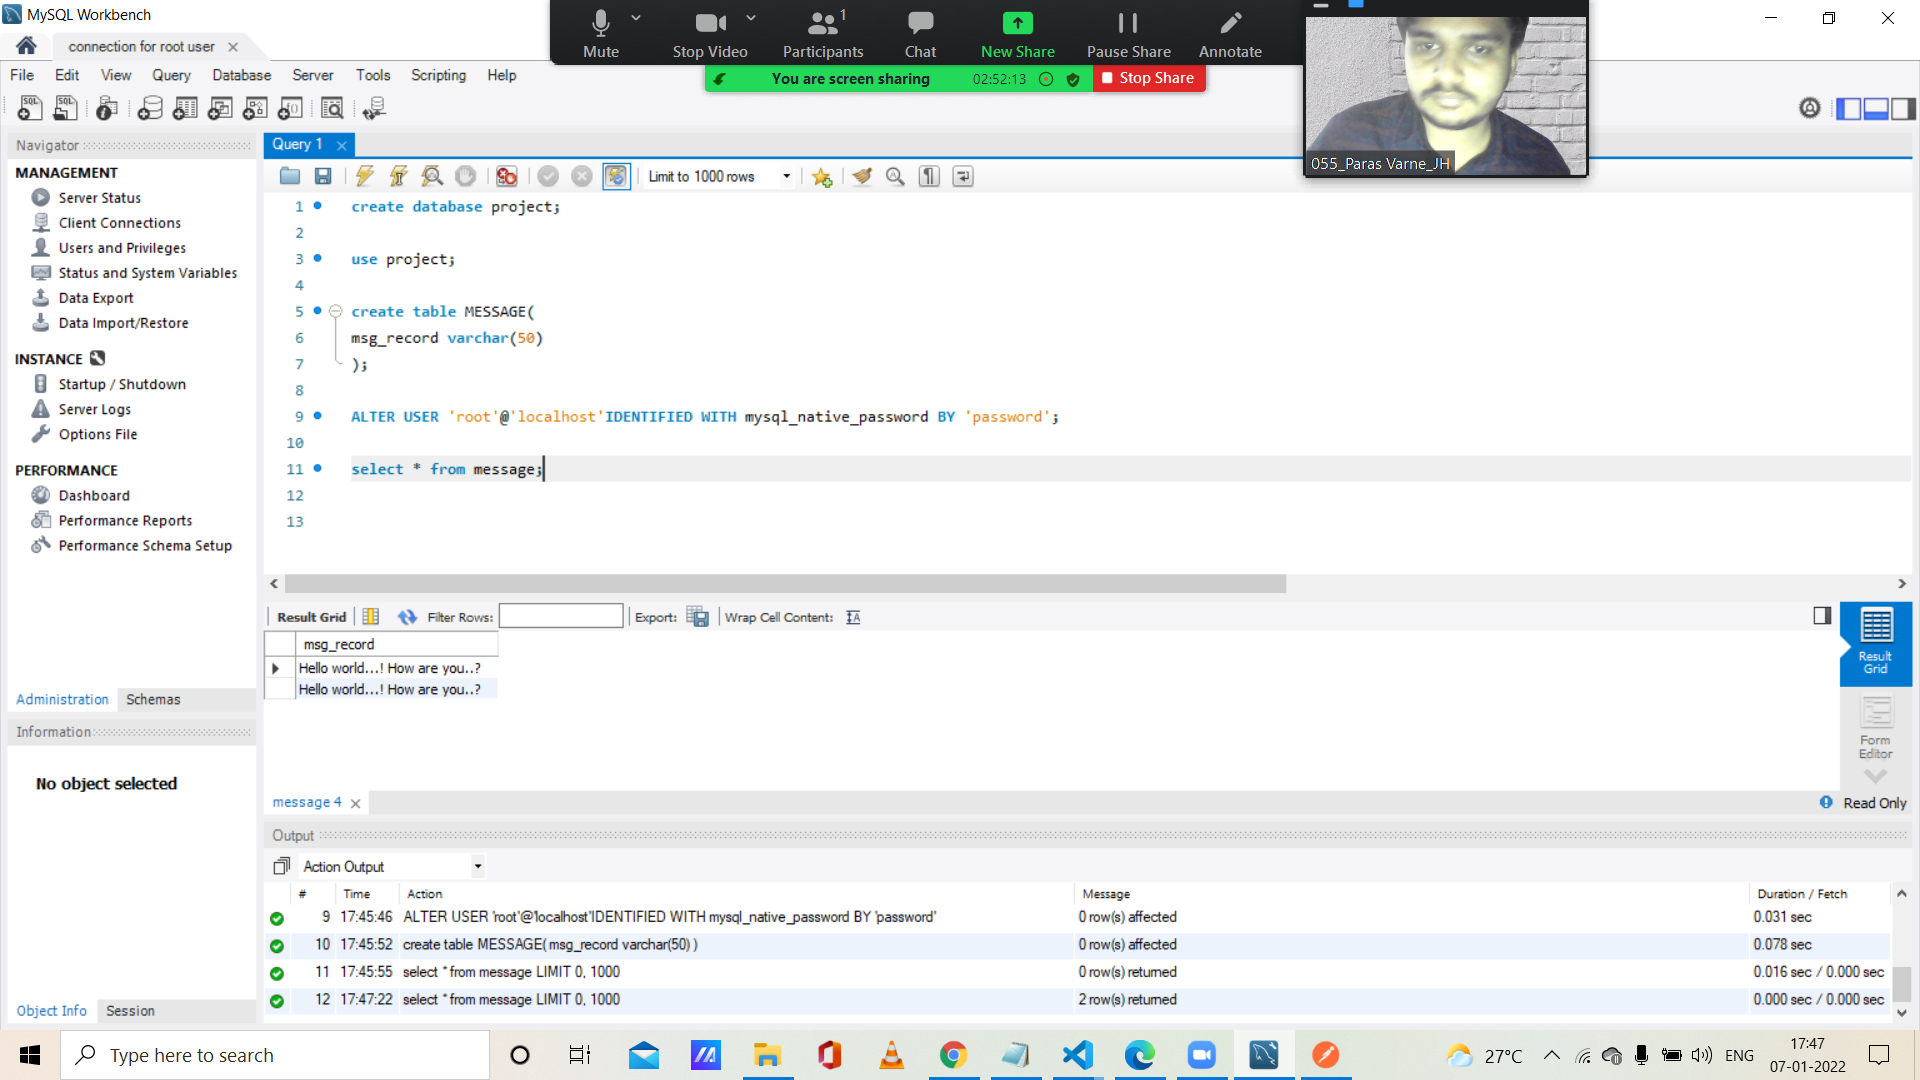 MySQL Workbench
connection for root user
File Edit View Query Database Server Tools Scripting Help
Mute
Stop Video
1
Participants
Chat
New Share
Pause Share
Annotate
You are screen sharing
02:52:13
Stop Share
055_Paras Varne_JH
Navigator
MANAGEMENT
Server Status
Client Connections
Users and Privileges
Status and System Variables
Data Export
Data Import/Restore
INSTANCE
Startup / Shutdown
Server Logs
Options File
PERFORMANCE
Dashboard
Performance Reports
Performance Schema Setup
Administration Schemas
Information
No object selected
Object Info Session
Query 1
Limit to 1000 rows
1 create database project;
2
3 use project;
4
5 create table MESSAGE(
6 msg_record varchar(50)
7 );
8
9 ALTER USER 'root'@'localhost'IDENTIFIED WITH mysql_native_password BY 'password';
10
11 select * from message;
12
13
Result Grid Filter Rows: Export: Wrap Cell Content:
msg_record
Hello world...! How are you..?
Hello world...! How are you..?
Result Grid
Form Editor
message 4
Read Only
Output
Action Output
# Time Action Message Duration / Fetch
9 17:45:46 ALTER USER 'root'@'localhost'IDENTIFIED WITH mysql_native_password BY 'password' 0 row(s) affected 0.031 sec
10 17:45:52 create table MESSAGE( msg_record varchar(50) ) 0 row(s) affected 0.078 sec
11 17:45:55 select * from message LIMIT 0, 1000 0 row(s) returned 0.016 sec / 0.000 sec
12 17:47:22 select * from message LIMIT 0, 1000 2 row(s) returned 0.000 sec / 0.000 sec
Type here to search
27°C
ENG
17:47
07-01-2022